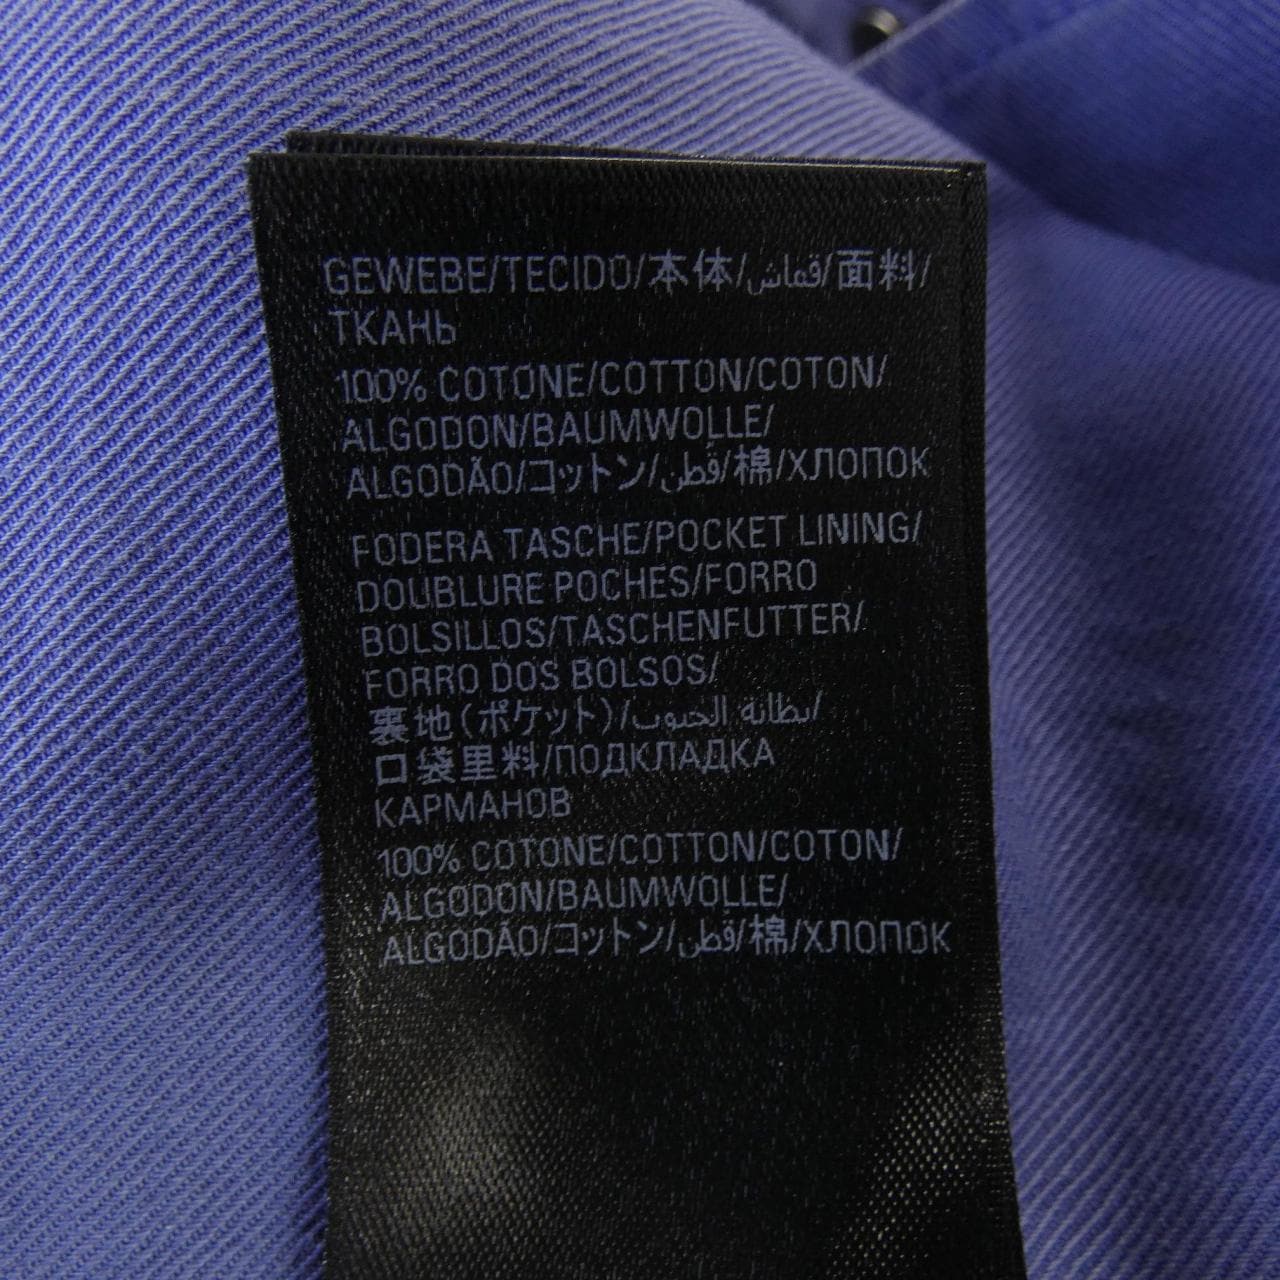 GEWEBE/TECIDO/本体/قماش/面料/
ТКАНЬ
100% COTONE/COTTON/COTON/
ALGODON/BAUMWOLLE/
ALGODÃO/コットン/قطن/棉/ХЛОПОК
FODERA TASCHE/POCKET LINING/
DOUBLURE POCHES/FORRO
BOLSILLOS/TASCHENFUTTER/
FORRO DOS BOLSOS/
裏地(ポケット)/بطانة الجيوب/
口袋里料/ПОДКЛАДКА
КАРМАНОВ
100% COTONE/COTTON/COTON/
ALGODON/BAUMWOLLE/
ALGODÃO/コットン/قطن/棉/ХЛОПОК